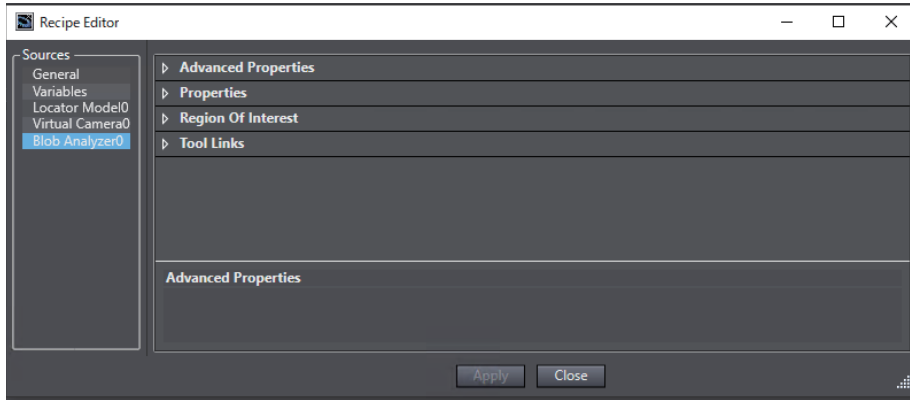 Recipe Editor
Sources
General
Variables
Locator Model0
Virtual Camera0
Blob Analyzer0
Advanced Properties
Properties
Region Of Interest
Tool Links
Advanced Properties
Apply
Close